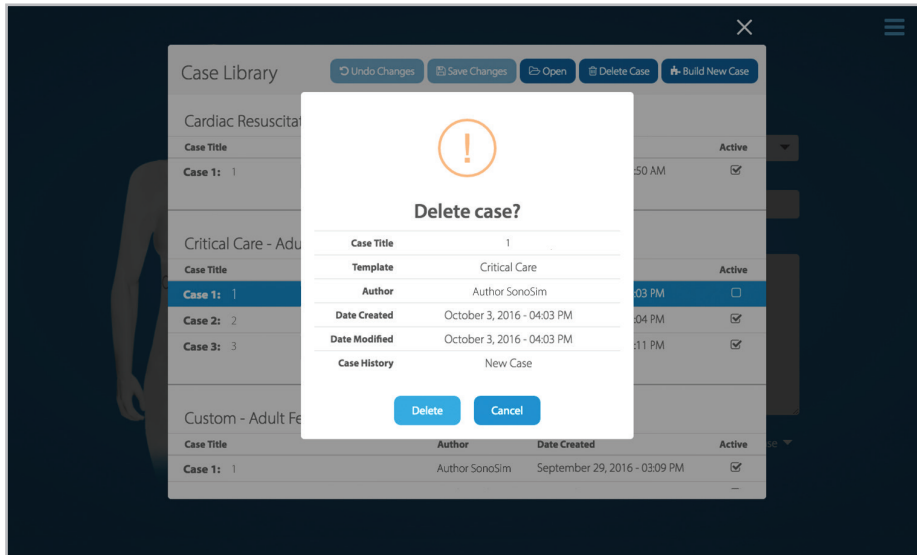 Case Library
Undo Changes
Save Changes
Open
Delete Case
Build New Case
Cardiac Resuscitat
Case Title
Active
Case 1: 1
:50 AM
!
Delete case?
Case Title 1
Template Critical Care
Author Author SonoSim
Date Created October 3, 2016 - 04:03 PM
Date Modified October 3, 2016 - 04:03 PM
Case History New Case
Delete
Cancel
Critical Care - Adu
Case Title
Active
Case 1: 1
:03 PM
Case 2: 2
:04 PM
Case 3: 3
:11 PM
Custom - Adult Fe
Case Title Author Date Created Active
Case 1: 1 Author SonoSim September 29, 2016 - 03:09 PM
se